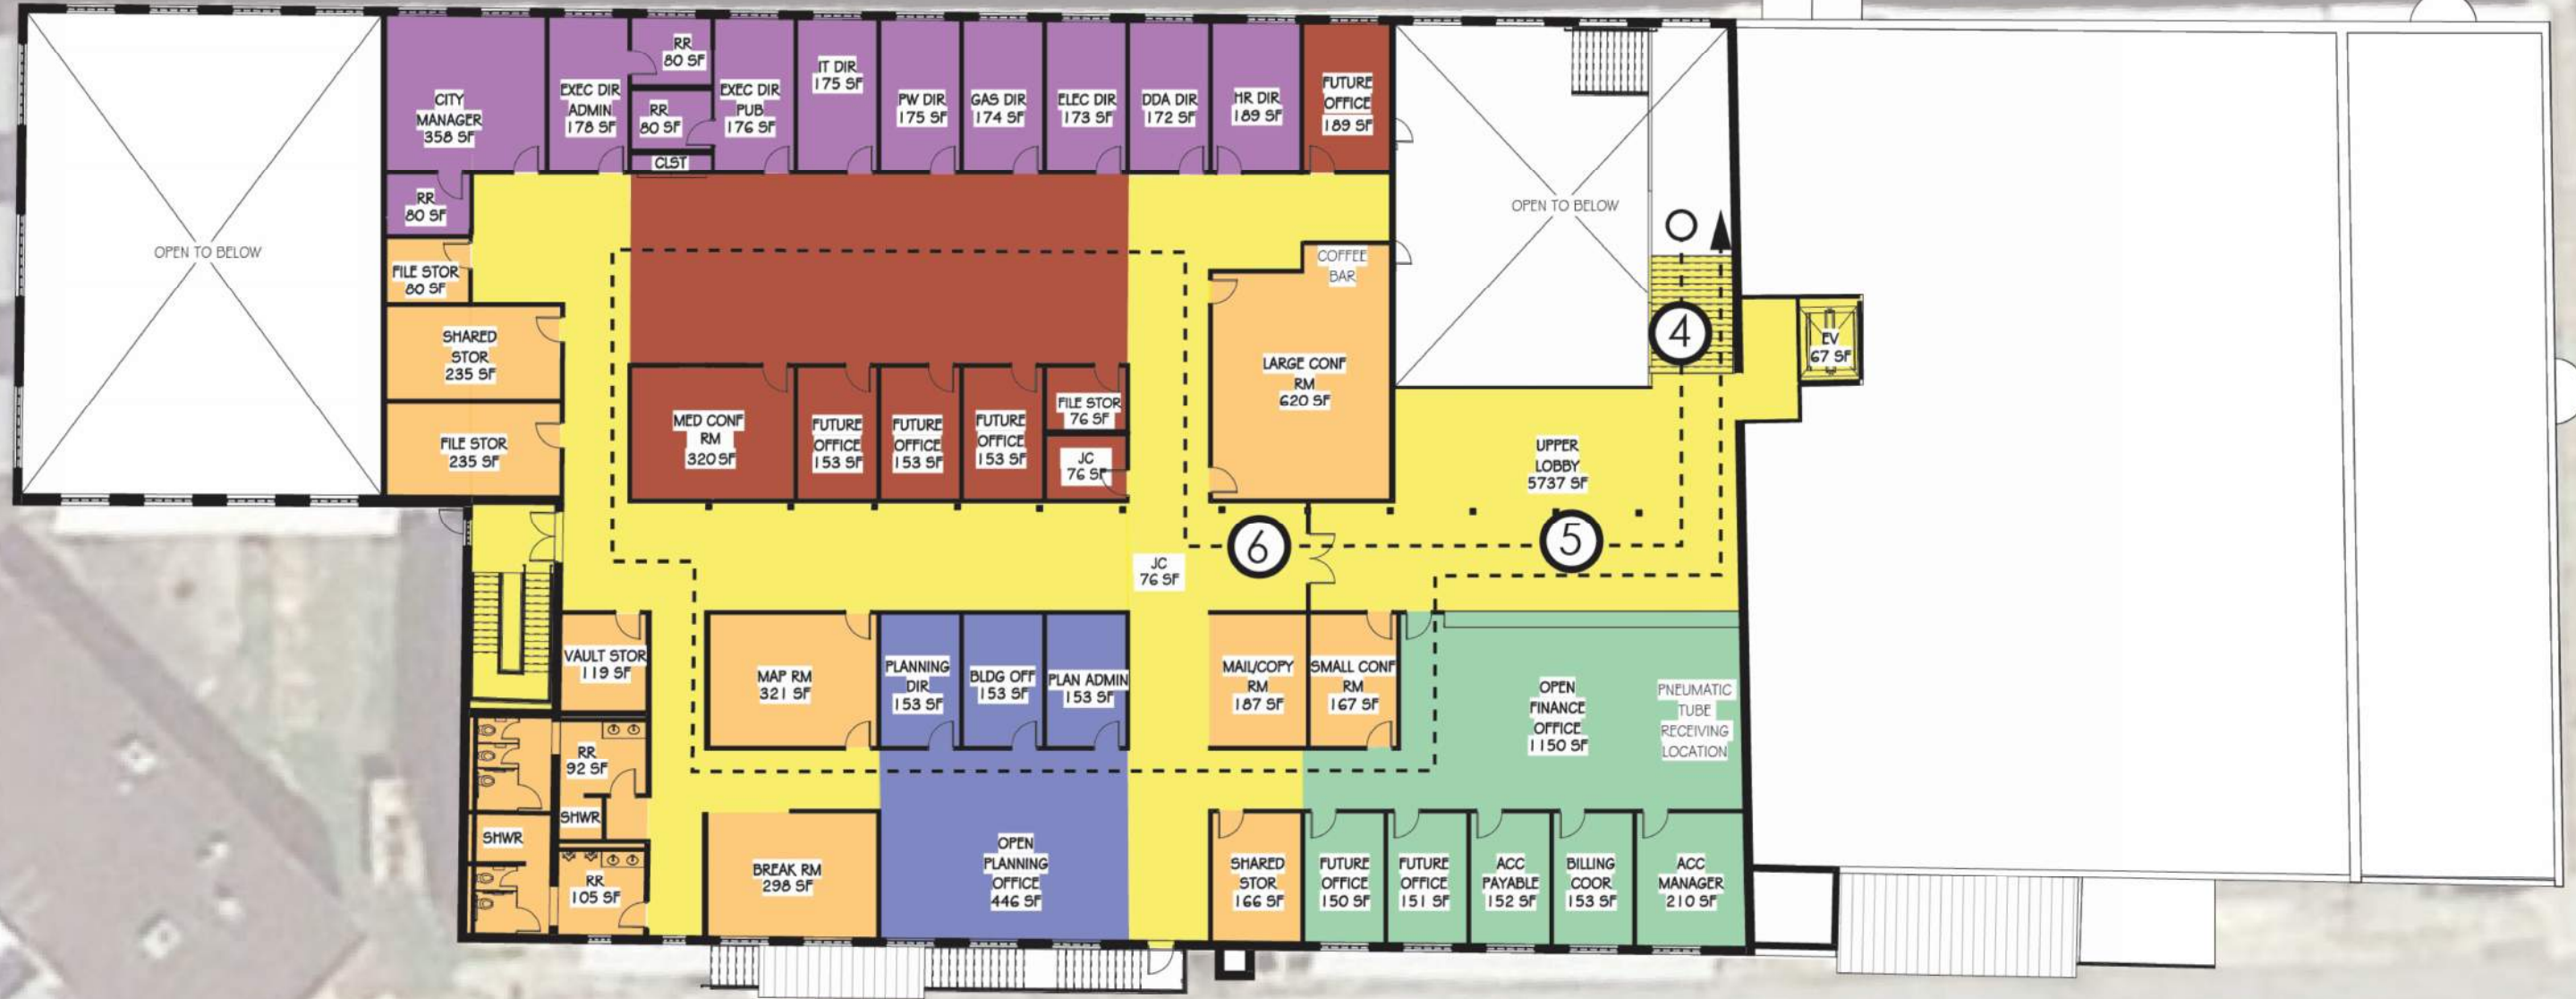 CITY
MANAGER
358 SF
EXEC DIR
ADMIN
178 SF
RR
80 SF
RR
80 SF
CLST
EXEC DIR
PUB
176 SF
IT DIR
175 SF
PW DIR
175 SF
GAS DIR
174 SF
ELEC DIR
173 SF
DDA DIR
172 SF
HR DIR
189 SF
FUTURE
OFFICE
189 SF
OPEN TO BELOW
RR
80 SF
FILE STOR
80 SF
SHARED
STOR
235 SF
FILE STOR
235 SF
MED CONF
RM
320 SF
FUTURE
OFFICE
153 SF
FUTURE
OFFICE
153 SF
FUTURE
OFFICE
153 SF
FILE STOR
76 SF
JC
76 SF
COFFEE
BAR
LARGE CONF
RM
620 SF
OPEN TO BELOW
4
EV
67 SF
UPPER
LOBBY
5737 SF
5
6
JC
76 SF
VAULT STOR
119 SF
MAP RM
321 SF
PLANNING
DIR
153 SF
BLDG OFF
153 SF
PLAN ADMIN
153 SF
MAIL/COPY
RM
187 SF
SMALL CONF
RM
167 SF
OPEN
FINANCE
OFFICE
1150 SF
PNEUMATIC
TUBE
RECEIVING
LOCATION
RR
92 SF
SHWR
SHWR
RR
105 SF
BREAK RM
298 SF
OPEN
PLANNING
OFFICE
446 SF
SHARED
STOR
166 SF
FUTURE
OFFICE
150 SF
FUTURE
OFFICE
151 SF
ACC
PAYABLE
152 SF
BILLING
COOR
153 SF
ACC
MANAGER
210 SF